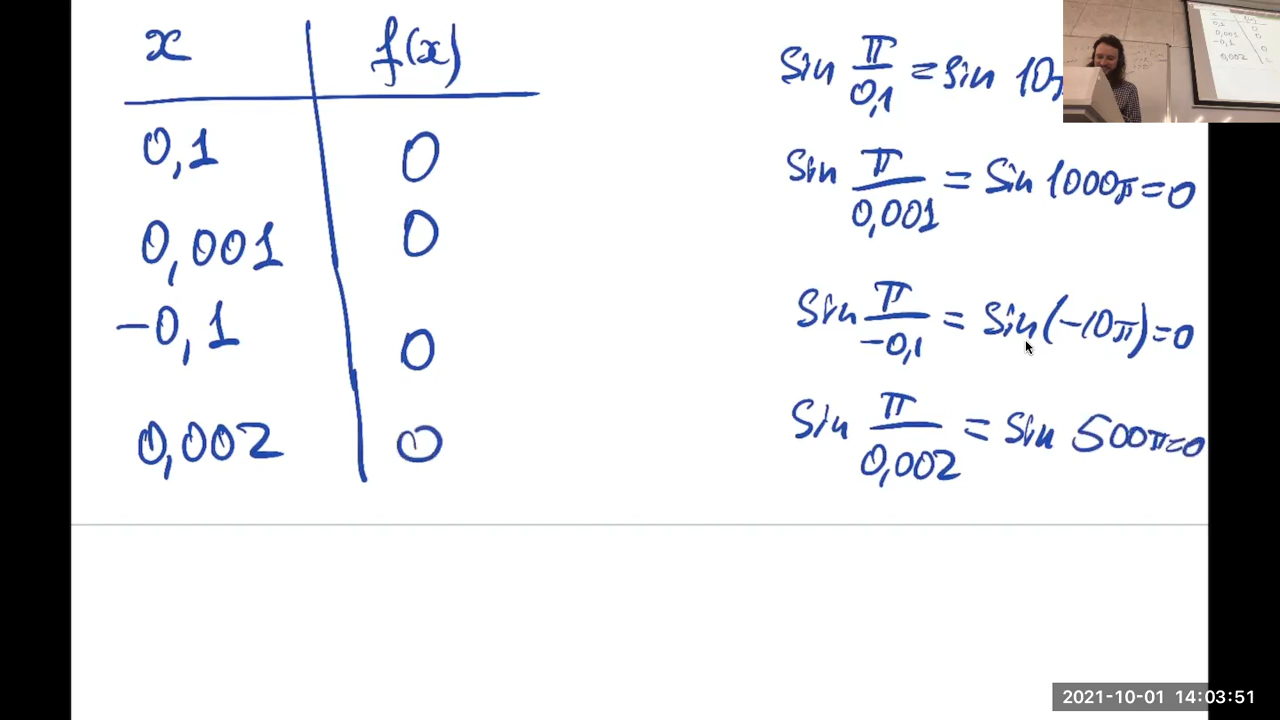 x f(x)
0,1 0
0,001 0
-0,1 0
0,002 0
sin π/0,1 = sin 10π
sin π/0,001 = sin 1000π = 0
sin π/-0,1 = sin(-10π) = 0
sin π/0,002 = sin 500π = 0
2021-10-01 14:03:51